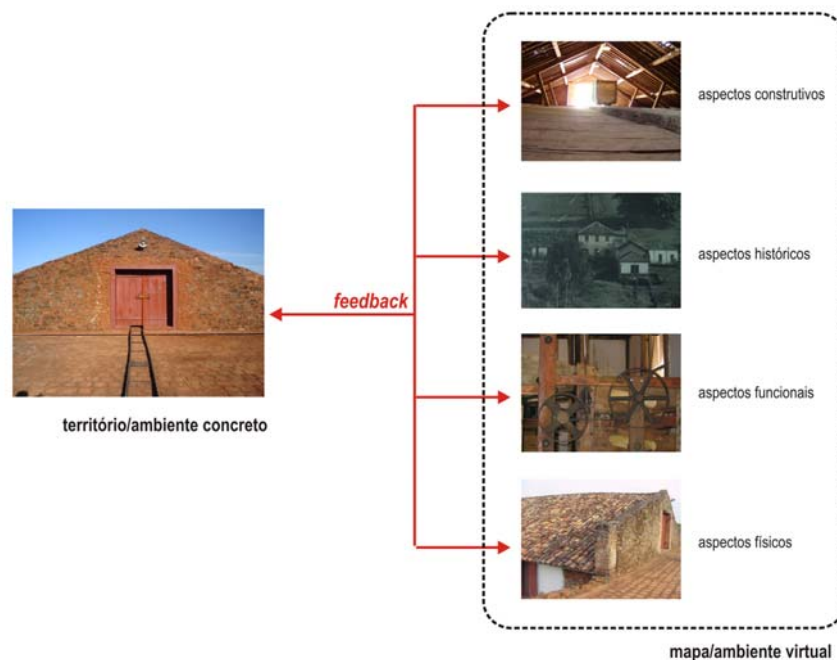 aspectos construtivos
aspectos históricos
feedback
aspectos funcionais
território/ambiente concreto
aspectos físicos
mapa/ambiente virtual